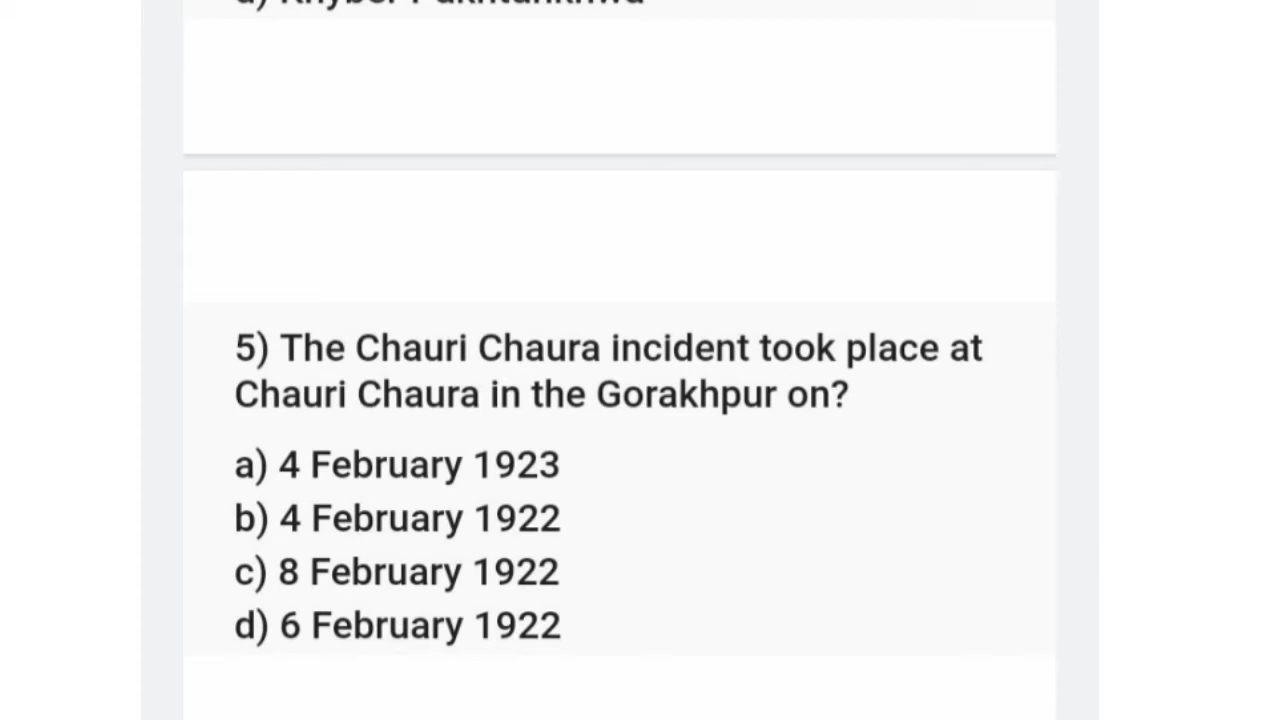 5) The Chauri Chaura incident took place at
Chauri Chaura in the Gorakhpur on?
a) 4 February 1923
b) 4 February 1922
c) 8 February 1922
d) 6 February 1922